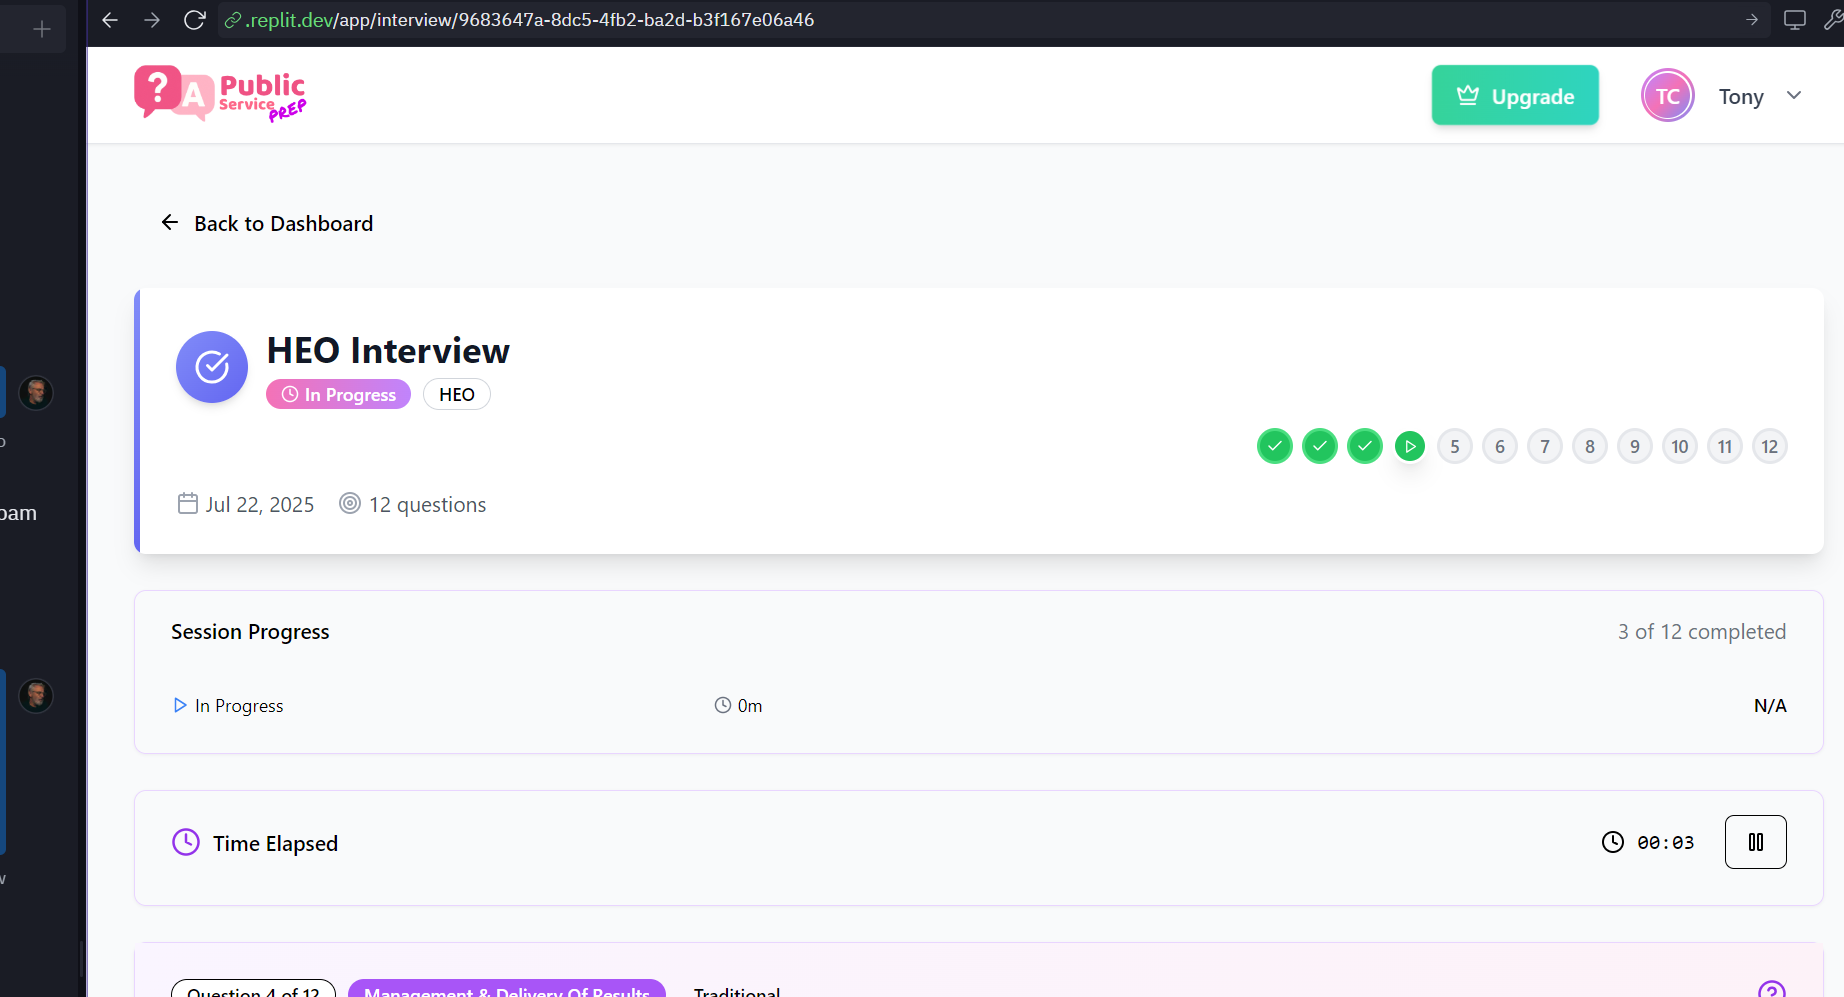 .replit.dev/app/interview/9683647a-8dc5-4fb2-ba2d-b3f167e06a46
? A Public Service PREP
Upgrade
TC Tony
Back to Dashboard
HEO Interview
In Progress HEO
5 6 7 8 9 10 11 12
Jul 22, 2025 12 questions
Session Progress 3 of 12 completed
In Progress 0m N/A
Time Elapsed 00:03
Question 4 of 12 Management & Delivery Of Results Traditional